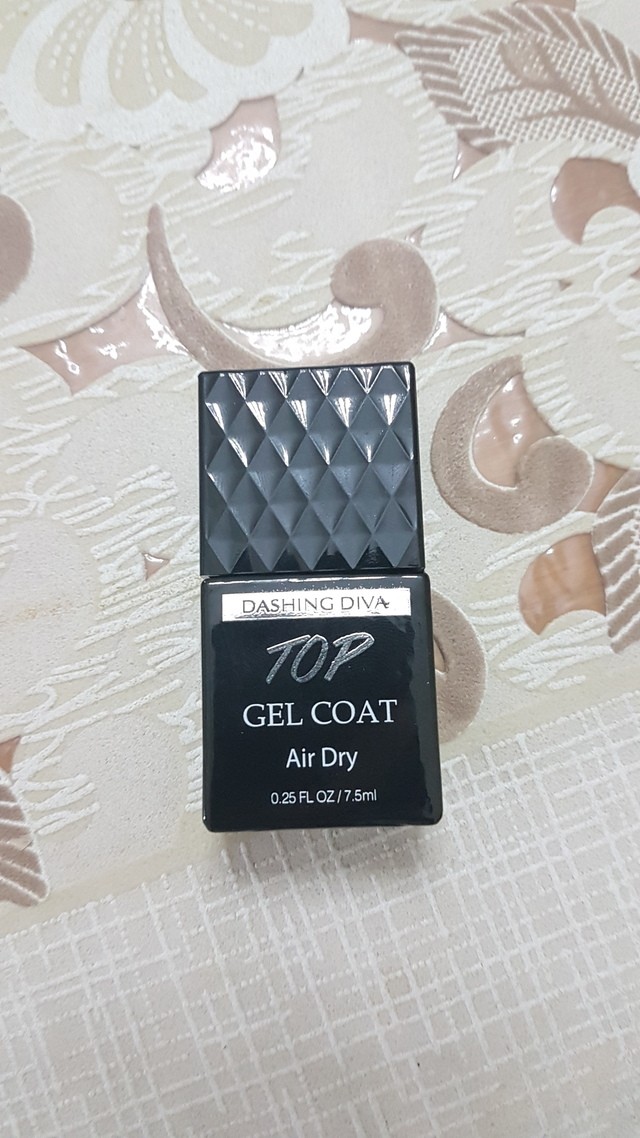 DASHING DIVA
TOP
GEL COAT
Air Dry
0.25 FL OZ / 7.5ml